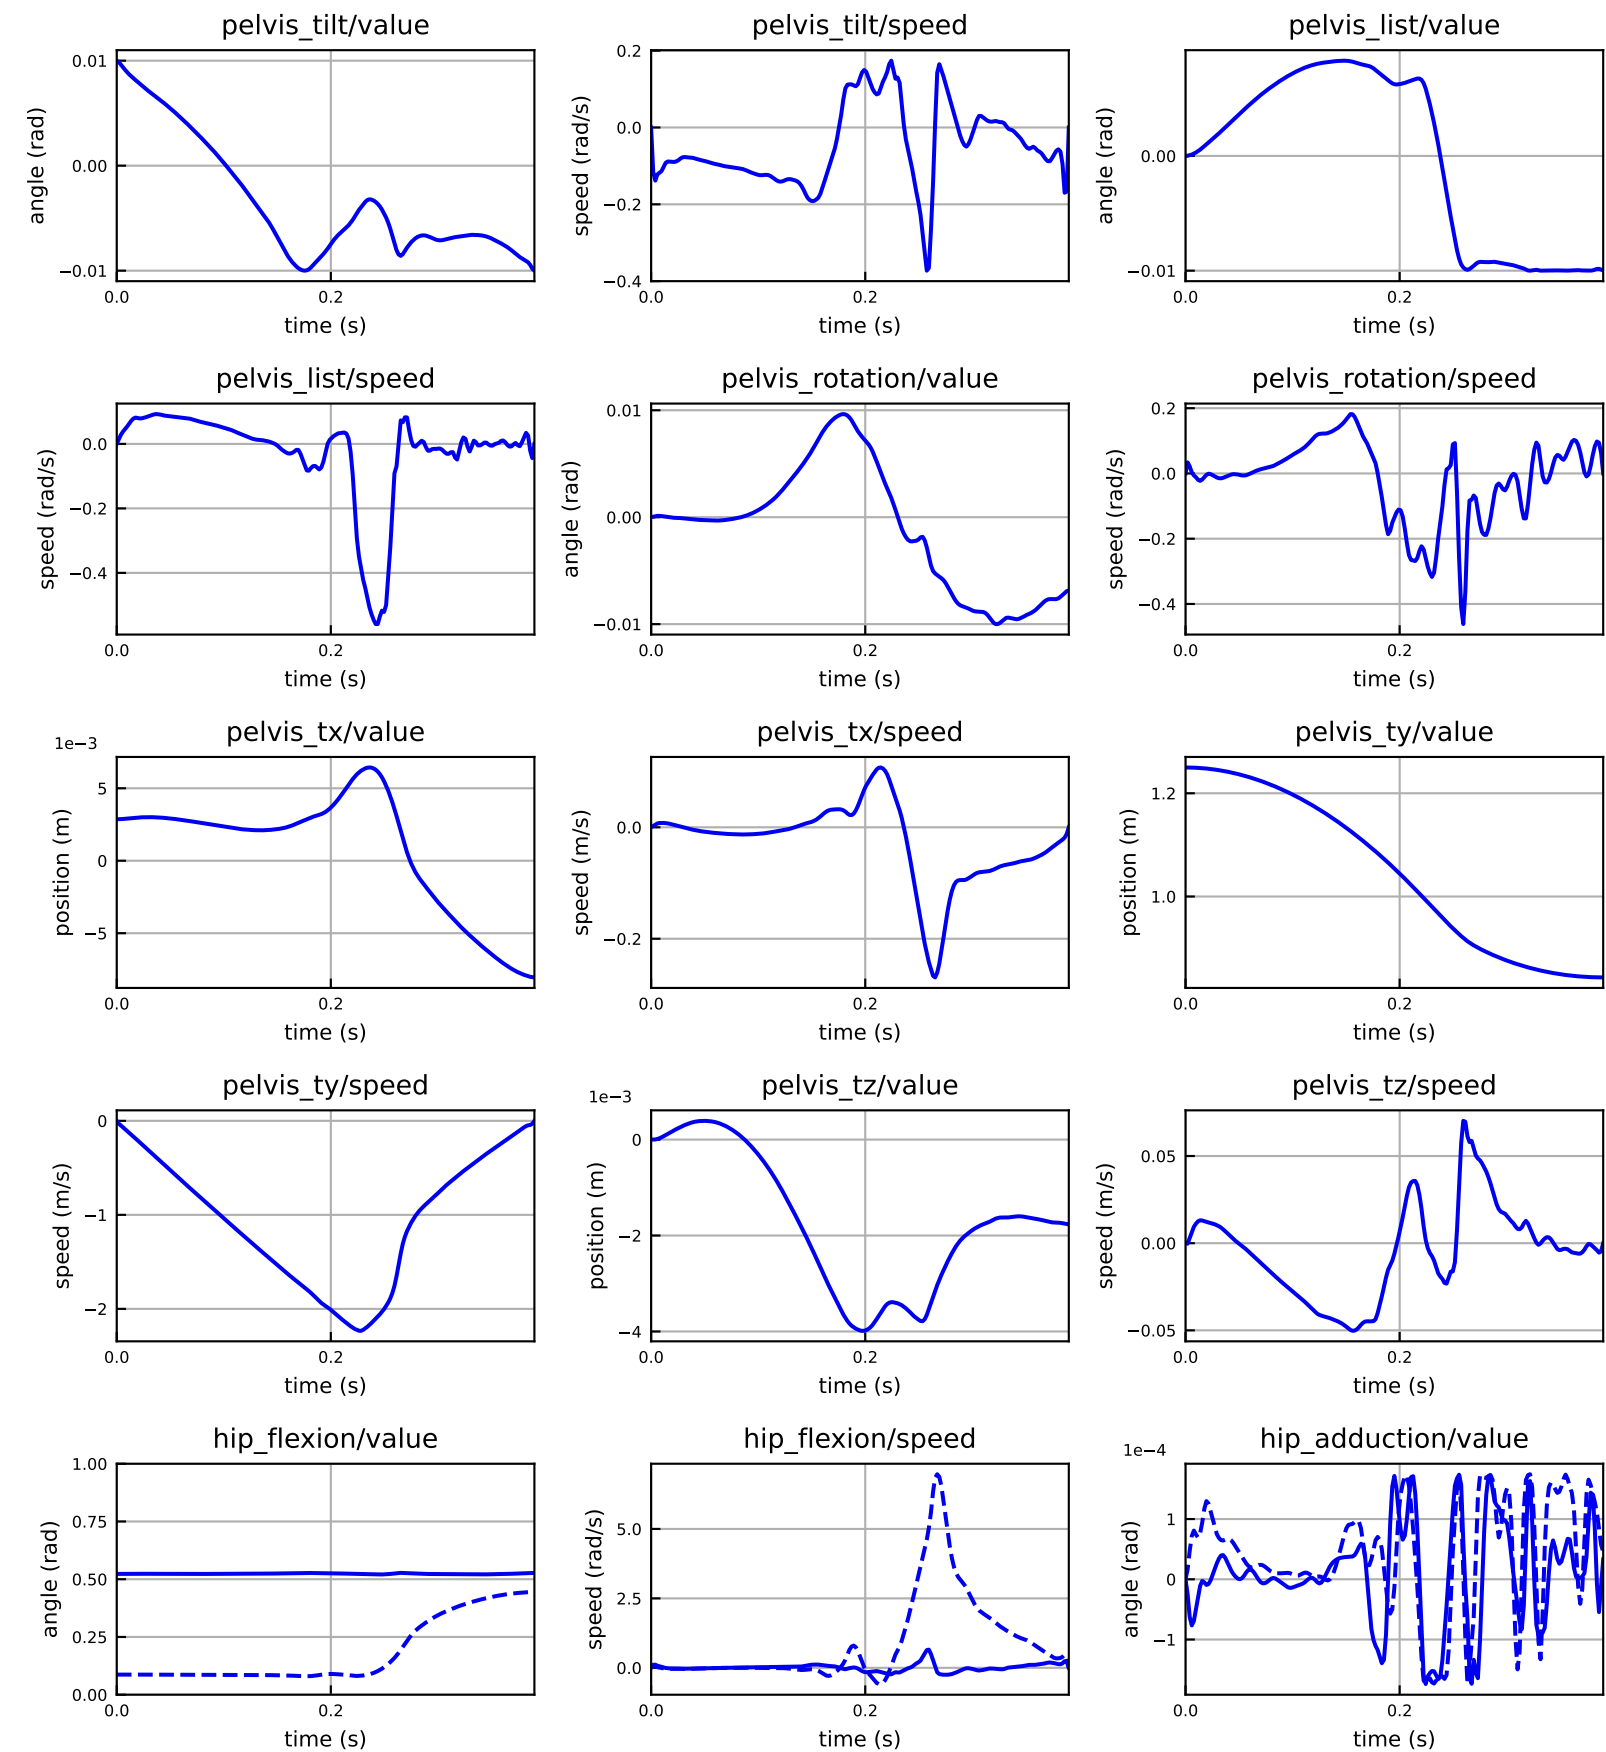 pelvis_tilt/value
angle (rad)
0.01
0.00
−0.01
0.0
0.2
time (s)
pelvis_tilt/speed
speed (rad/s)
0.2
0.0
−0.2
−0.4
0.0
0.2
time (s)
pelvis_list/value
angle (rad)
0.00
−0.01
0.0
0.2
time (s)
pelvis_list/speed
speed (rad/s)
0.0
−0.2
−0.4
0.0
0.2
time (s)
pelvis_rotation/value
angle (rad)
0.01
0.00
−0.01
0.0
0.2
time (s)
pelvis_rotation/speed
speed (rad/s)
0.2
0.0
−0.2
−0.4
0.0
0.2
time (s)
pelvis_tx/value
1e−3
position (m)
5
0
−5
0.0
0.2
time (s)
pelvis_tx/speed
speed (m/s)
0.0
−0.2
0.0
0.2
time (s)
pelvis_ty/value
position (m)
1.2
1.0
0.0
0.2
time (s)
pelvis_ty/speed
speed (m/s)
0
−1
−2
0.0
0.2
time (s)
pelvis_tz/value
1e−3
position (m)
0
−2
−4
0.0
0.2
time (s)
pelvis_tz/speed
speed (m/s)
0.05
0.00
−0.05
0.0
0.2
time (s)
hip_flexion/value
angle (rad)
1.00
0.75
0.50
0.25
0.00
0.0
0.2
time (s)
hip_flexion/speed
speed (rad/s)
5.0
2.5
0.0
0.0
0.2
time (s)
hip_adduction/value
1e−4
angle (rad)
1
0
−1
0.0
0.2
time (s)